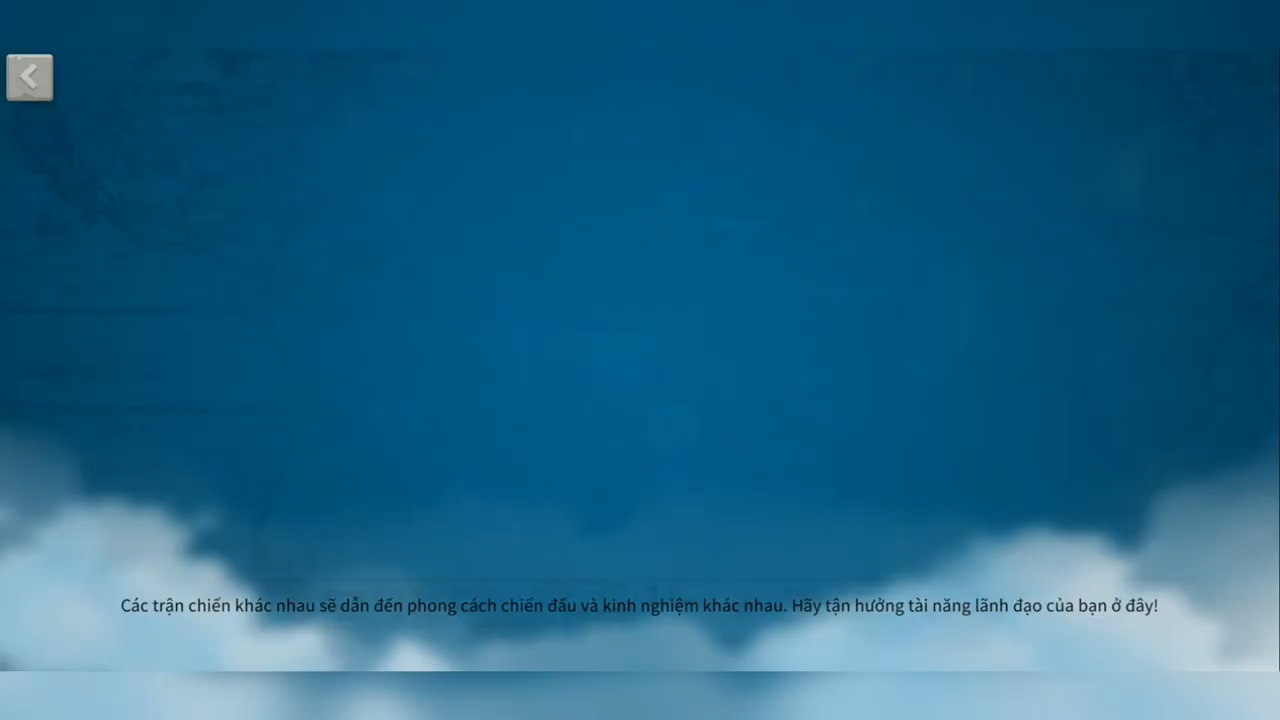 Các trận chiến khác nhau sẽ dẫn đến phong cách chiến đấu và kinh nghiệm khác nhau. Hãy tận hưởng tài năng lãnh đạo của bạn ở đây!